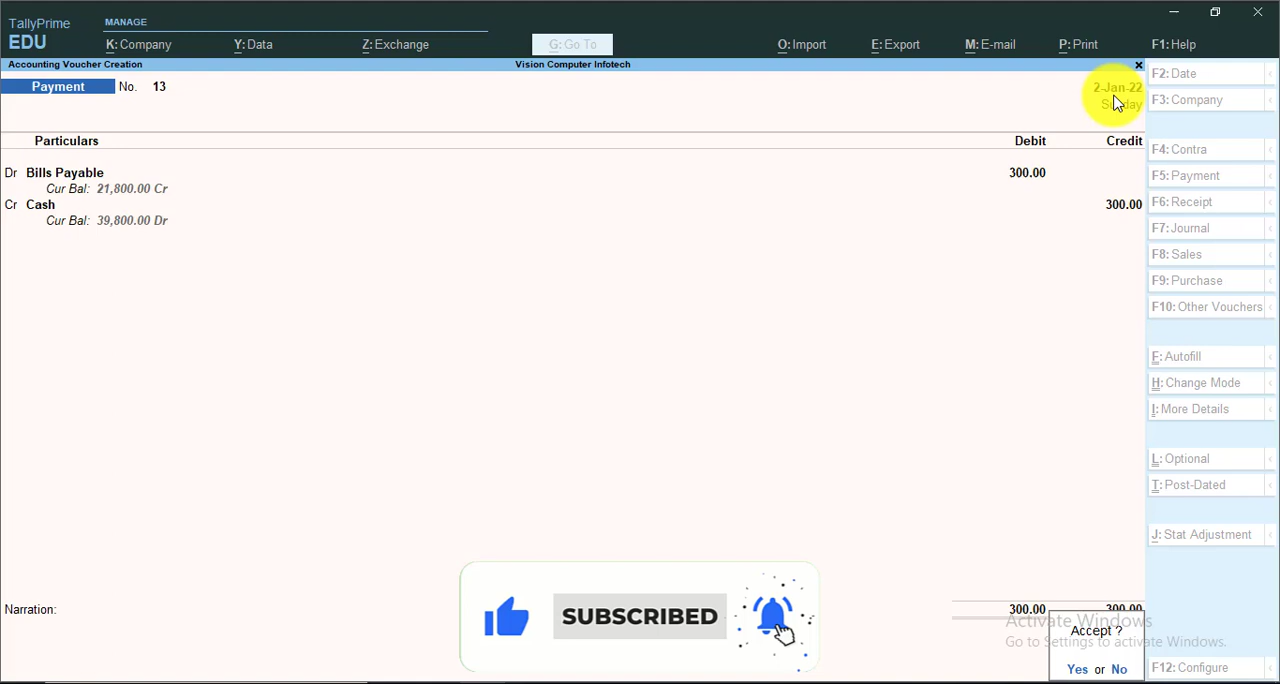 TallyPrime
EDU
MANAGE
K: Company
Y: Data
Z: Exchange
G: Go To
O: Import
E: Export
M: E-mail
P: Print
F1: Help
Accounting Voucher Creation
Vision Computer Infotech
×
Payment No. 13
2-Jan-22
Sunday
Particulars
Debit
Credit
Dr Bills Payable 300.00
Cur Bal: 21,800.00 Cr
Cr Cash 300.00
Cur Bal: 39,800.00 Dr
Narration:
300.00 300.00
SUBSCRIBED
Accept ?
Yes or No
Activate Windows
Go to Settings to activate Windows.
F2: Date
F3: Company
F4: Contra
F5: Payment
F6: Receipt
F7: Journal
F8: Sales
F9: Purchase
F10: Other Vouchers
F: Autofill
H: Change Mode
I: More Details
L: Optional
T: Post-Dated
J: Stat Adjustment
F12: Configure